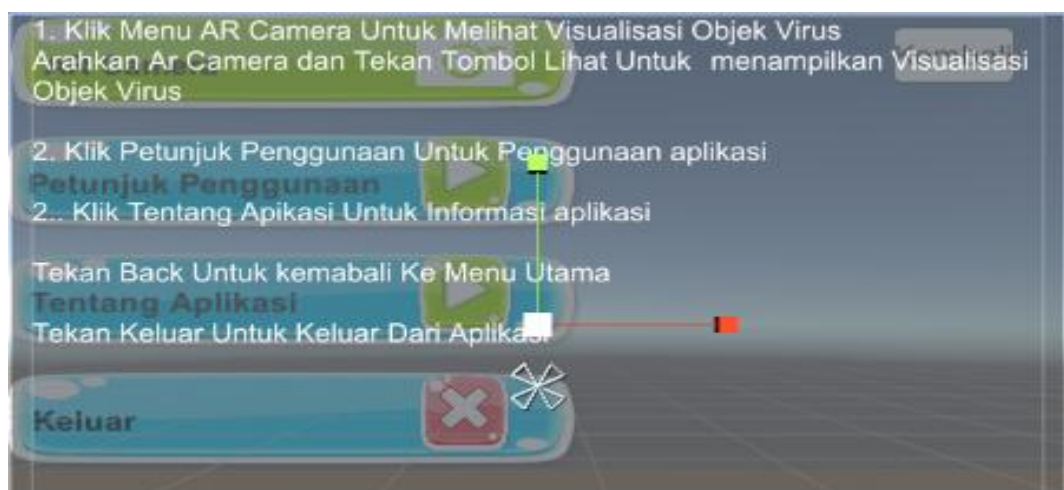 1. Klik Menu AR Camera Untuk Melihat Visualisasi Objek Virus
Arahkan Ar Camera dan Tekan Tombol Lihat Untuk menampilkan Visualisasi
Objek Virus
Kembali
2. Klik Petunjuk Penggunaan Untuk Penggunaan aplikasi
Petunjuk Penggunaan
2.. Klik Tentang Apikasi Untuk Informasi aplikasi
Tekan Back Untuk kemabali Ke Menu Utama
Tentang Aplikasi
Tekan Keluar Untuk Keluar Dari Aplikasi
Keluar